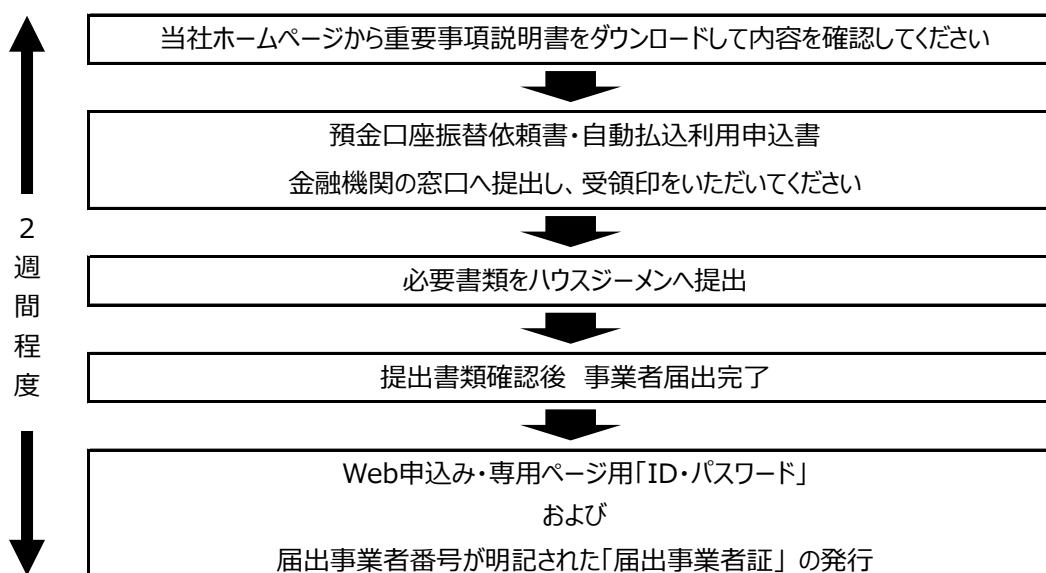 当社ホームページから重要事項説明書をダウンロードして内容を確認してください
預金口座振替依頼書・自動払込利用申込書
金融機関の窓口へ提出し、受領印をいただいてください
2週間程度
必要書類をハウスジーメンへ提出
提出書類確認後 事業者届出完了
Web申込み・専用ページ用「ID・パスワード」
および
届出事業者番号が明記された「届出事業者証」の発行